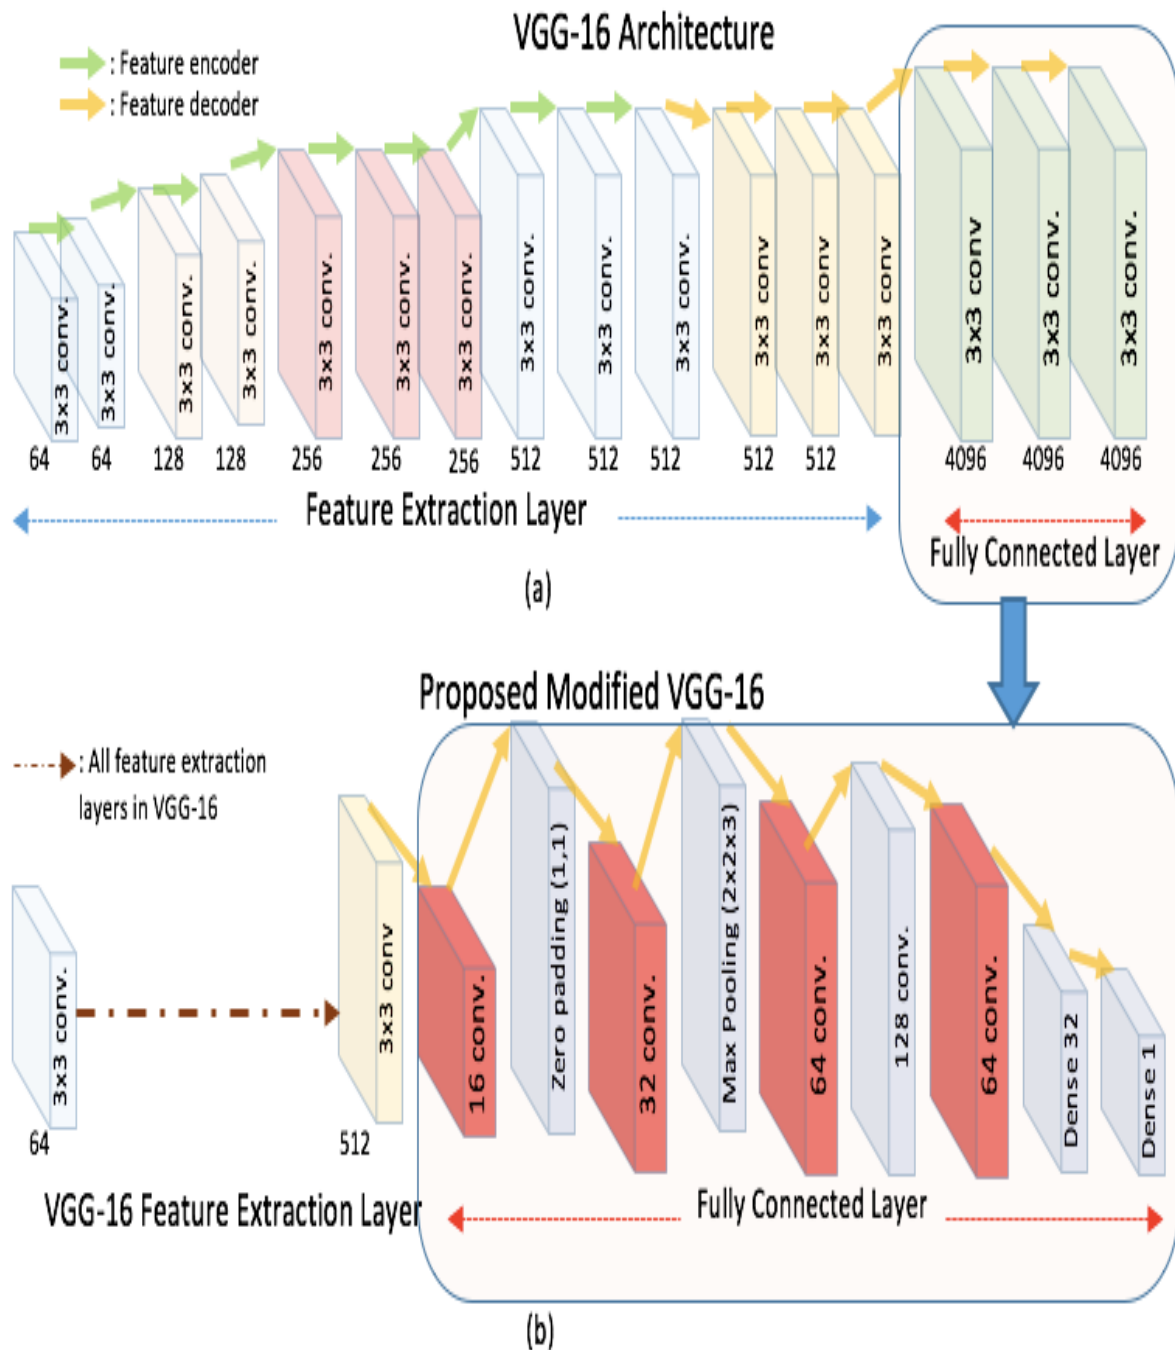 VGG-16 Architecture
: Feature encoder
: Feature decoder
3x3 conv.
3x3 conv.
3x3 conv.
3x3 conv.
3x3 conv.
3x3 conv.
3x3 conv.
3x3 conv.
3x3 conv.
3x3 conv.
3x3 conv
3x3 conv.
3x3 conv
3x3 conv
3x3 conv.
3x3 conv.
64 64 128 128 256 256 256 512 512 512 512 512 4096 4096 4096
Feature Extraction Layer
Fully Connected Layer
(a)
Proposed Modified VGG-16
: All feature extraction
layers in VGG-16
3x3 conv.
3x3 conv
16 conv.
Zero padding (1,1)
32 conv.
Max Pooling (2x2x3)
64 conv.
128 conv.
64 conv.
Dense 32
Dense 1
64 512
VGG-16 Feature Extraction Layer
Fully Connected Layer
(b)